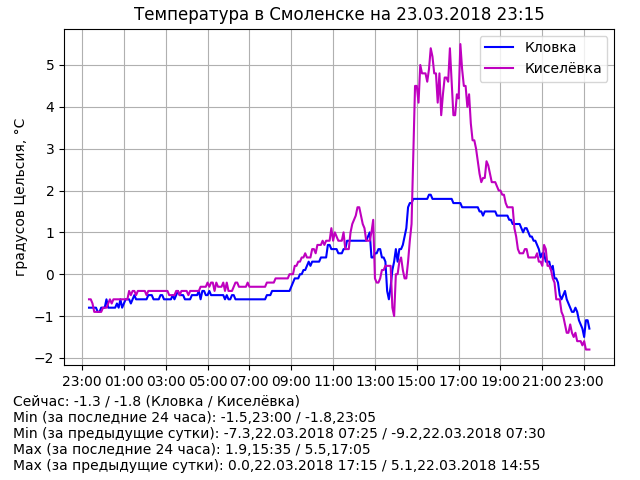 Температура в Смоленске на 23.03.2018 23:15
Кловка
Киселёвка
градусов Цельсия, °C
5
4
3
2
1
0
−1
−2
23:00 01:00 03:00 05:00 07:00 09:00 11:00 13:00 15:00 17:00 19:00 21:00 23:00
Сейчас: -1.3 / -1.8 (Кловка / Киселёвка)
Min (за последние 24 часа): -1.5,23:00 / -1.8,23:05
Min (за предыдущие сутки): -7.3,22.03.2018 07:25 / -9.2,22.03.2018 07:30
Max (за последние 24 часа): 1.9,15:35 / 5.5,17:05
Max (за предыдущие сутки): 0.0,22.03.2018 17:15 / 5.1,22.03.2018 14:55